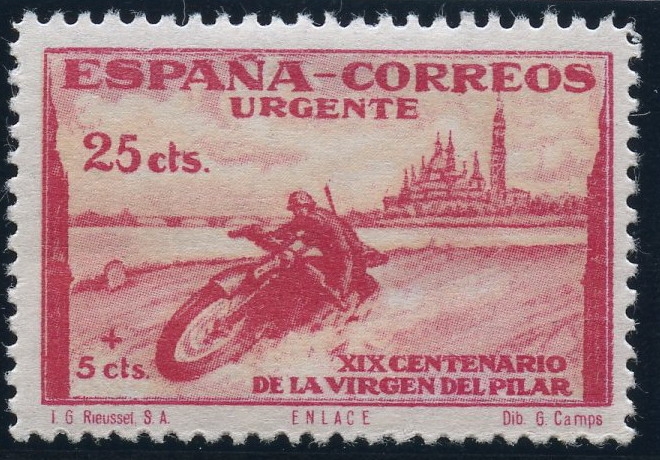 ESPAÑA-CORREOS
URGENTE
25 cts.
+
5 cts.
XIX CENTENARIO
DE LA VIRGEN DEL PILAR
I. G. Rieusset, S.A. ENLACE Dib. G. Camps